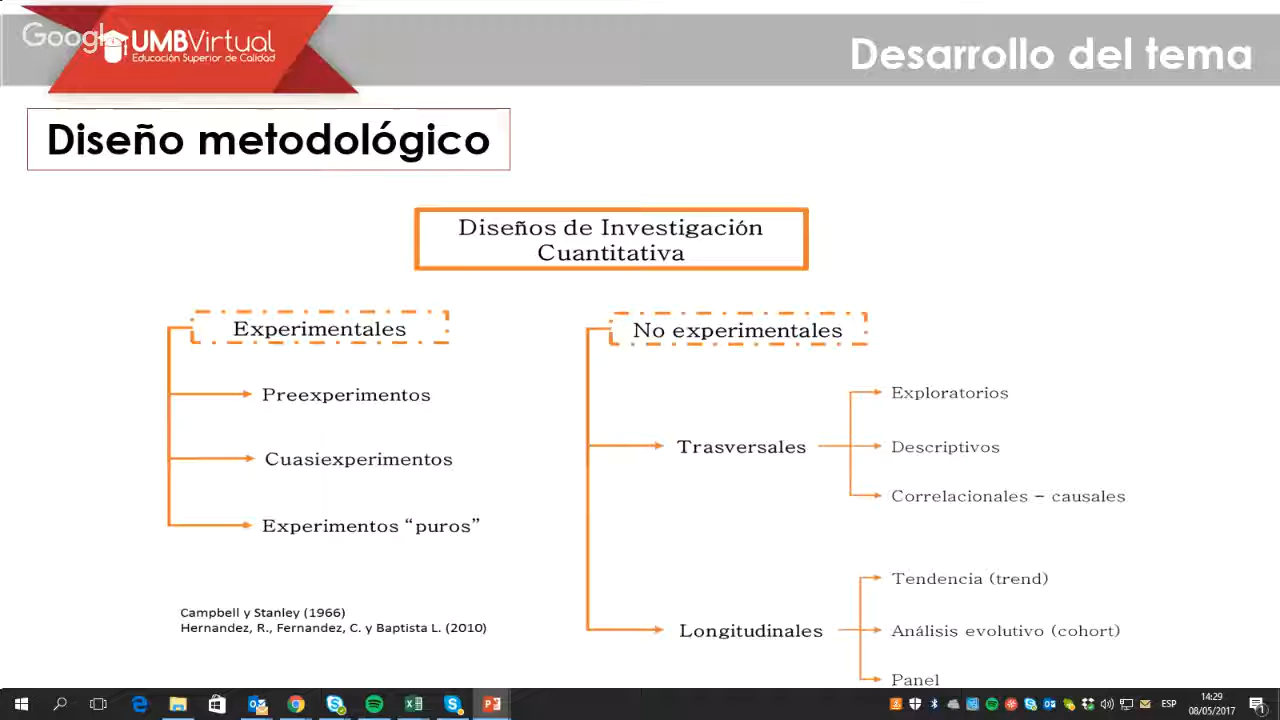 Google
UMBVirtual
Educación Superior de Calidad
Desarrollo del tema
Diseño metodológico
Diseños de Investigación
Cuantitativa
Experimentales
Preexperimentos
Cuasiexperimentos
Experimentos “puros”
Campbell y Stanley (1966)
Hernandez, R., Fernandez, C. y Baptista L. (2010)
No experimentales
Trasversales
Exploratorios
Descriptivos
Correlacionales – causales
Longitudinales
Tendencia (trend)
Análisis evolutivo (cohort)
Panel
ESP
14:29
08/05/2017